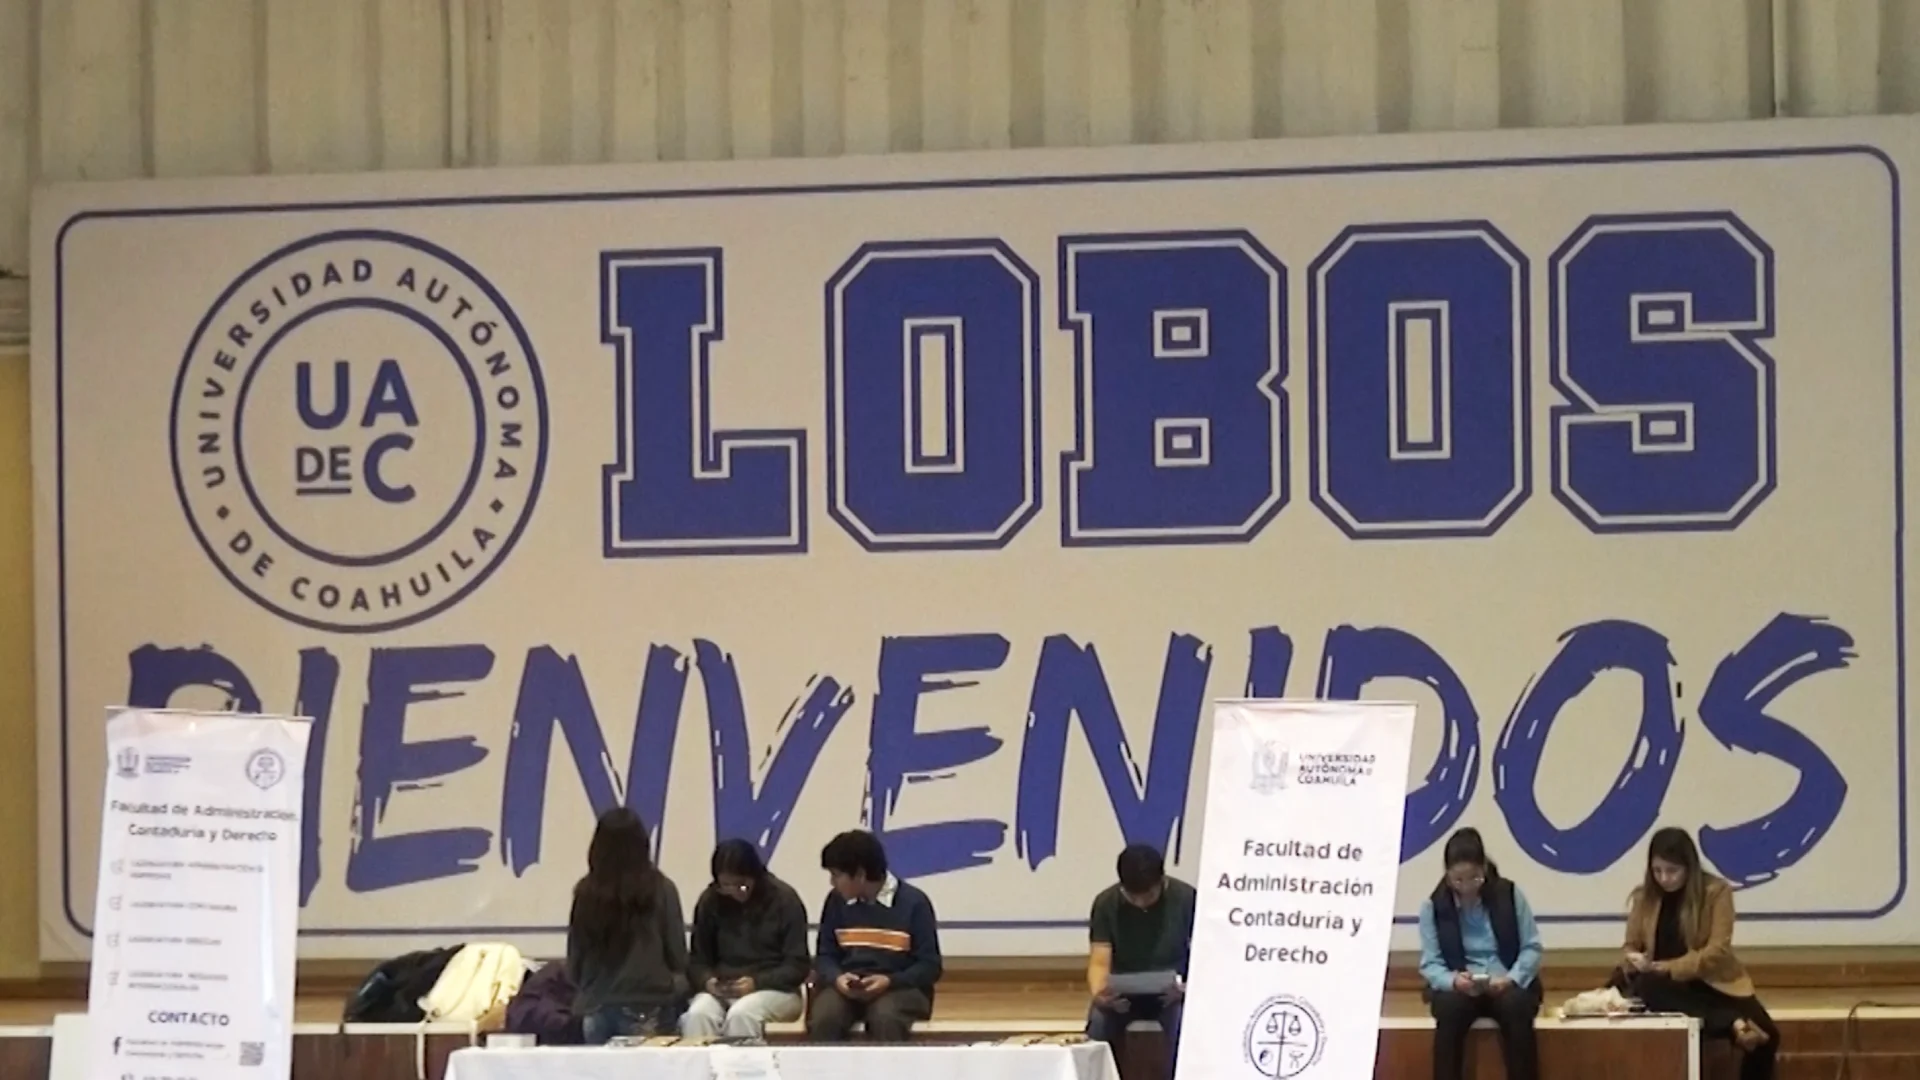 UNIVERSIDAD AUTÓNOMA
• DE COAHUILA •
UA
DE C
LOBOS
BIENVENIDOS
Facultad de Administración,
Contaduría y Derecho
CONTACTO
UNIVERSIDAD
AUTÓNOMA DE
COAHUILA
Facultad de
Administración
Contaduría y
Derecho